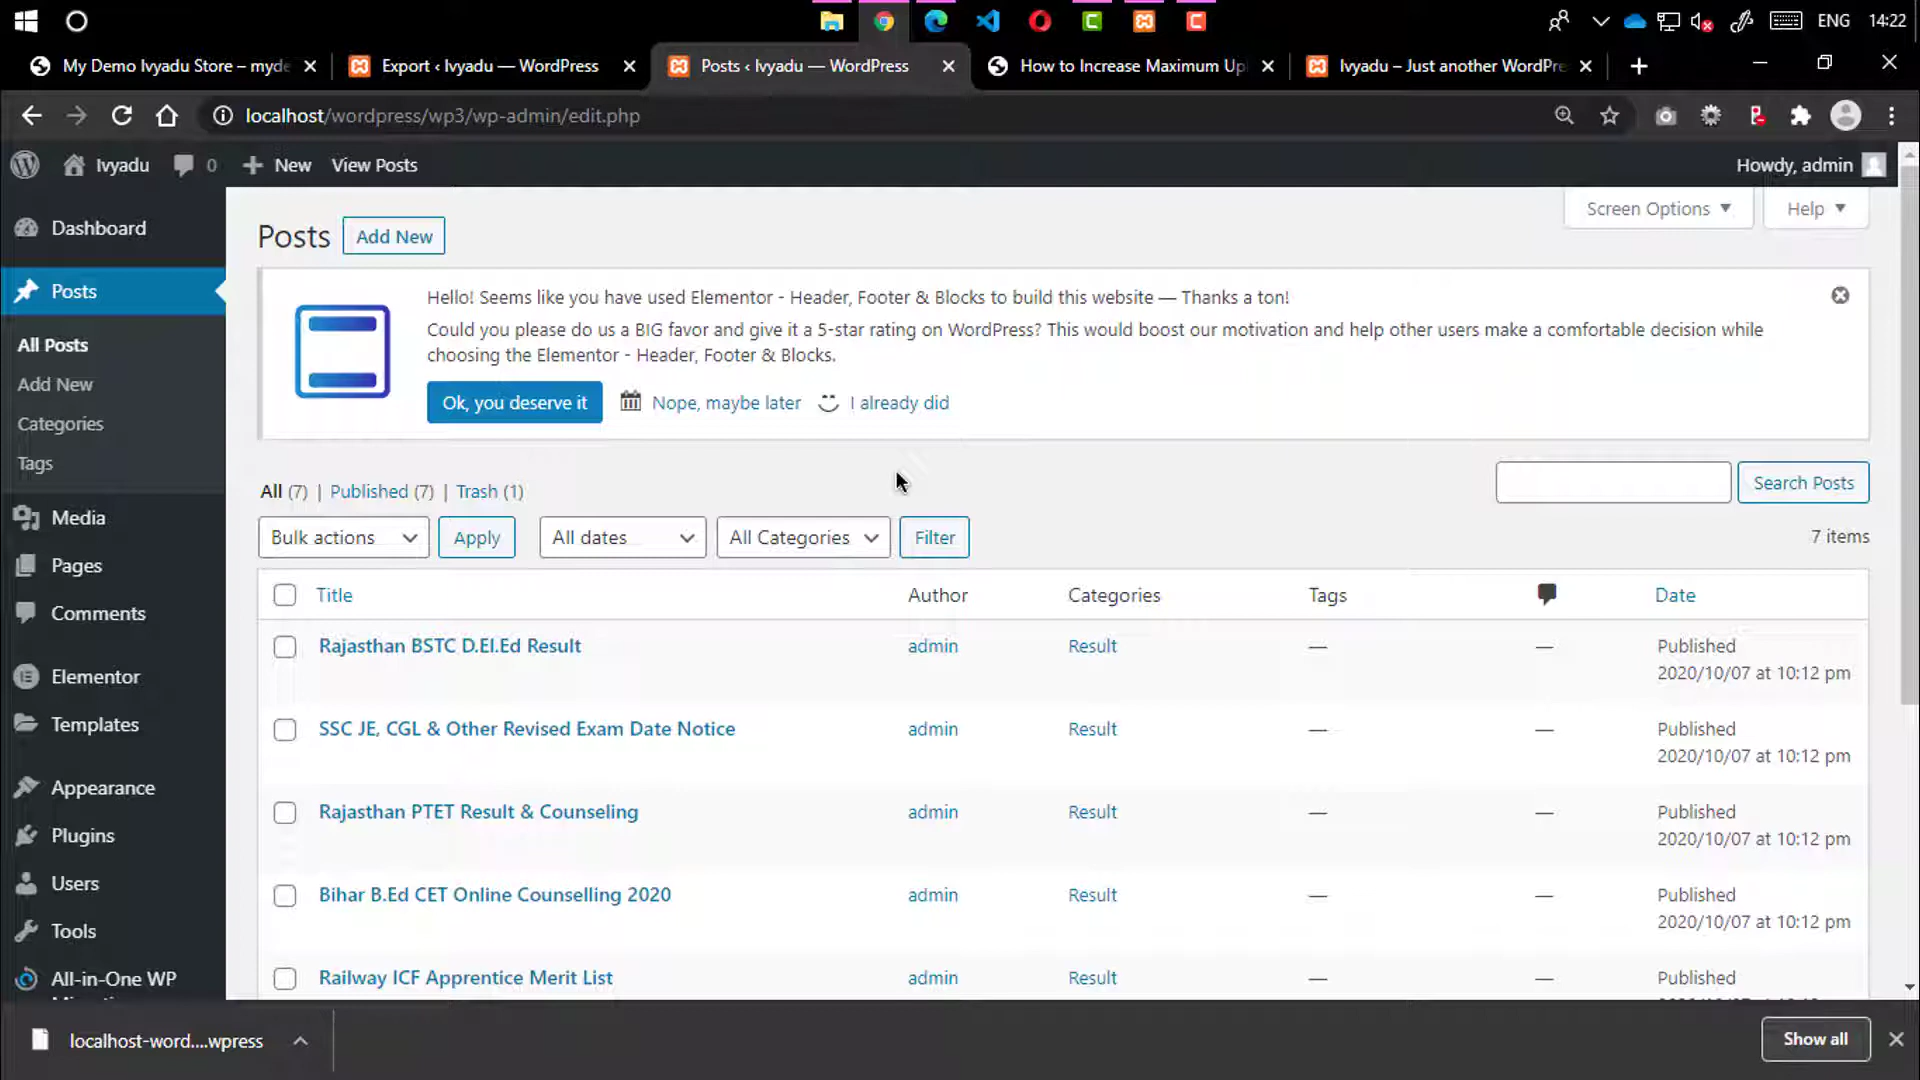 ENG 14:22
My Demo Ivyadu Store – myde
Export ‹ Ivyadu — WordPress
Posts ‹ Ivyadu — WordPress
How to Increase Maximum Up
Ivyadu – Just another WordPre
localhost/wordpress/wp3/wp-admin/edit.php
Ivyadu 0 New View Posts
Howdy, admin
Dashboard
Posts
All Posts
Add New
Categories
Tags
Media
Pages
Comments
Elementor
Templates
Appearance
Plugins
Users
Tools
All-in-One WP
Screen Options
Help
Posts
Add New
Hello! Seems like you have used Elementor - Header, Footer & Blocks to build this website — Thanks a ton!
Could you please do us a BIG favor and give it a 5-star rating on WordPress? This would boost our motivation and help other users make a comfortable decision while
choosing the Elementor - Header, Footer & Blocks.
Ok, you deserve it
Nope, maybe later
I already did
All (7) | Published (7) | Trash (1)
Search Posts
Bulk actions
Apply
All dates
All Categories
Filter
7 items
Title Author Categories Tags Date
Rajasthan BSTC D.El.Ed Result admin Result — — Published
2020/10/07 at 10:12 pm
SSC JE, CGL & Other Revised Exam Date Notice admin Result — — Published
2020/10/07 at 10:12 pm
Rajasthan PTET Result & Counseling admin Result — — Published
2020/10/07 at 10:12 pm
Bihar B.Ed CET Online Counselling 2020 admin Result — — Published
2020/10/07 at 10:12 pm
Railway ICF Apprentice Merit List admin Result — — Published
localhost-word....wpress
Show all